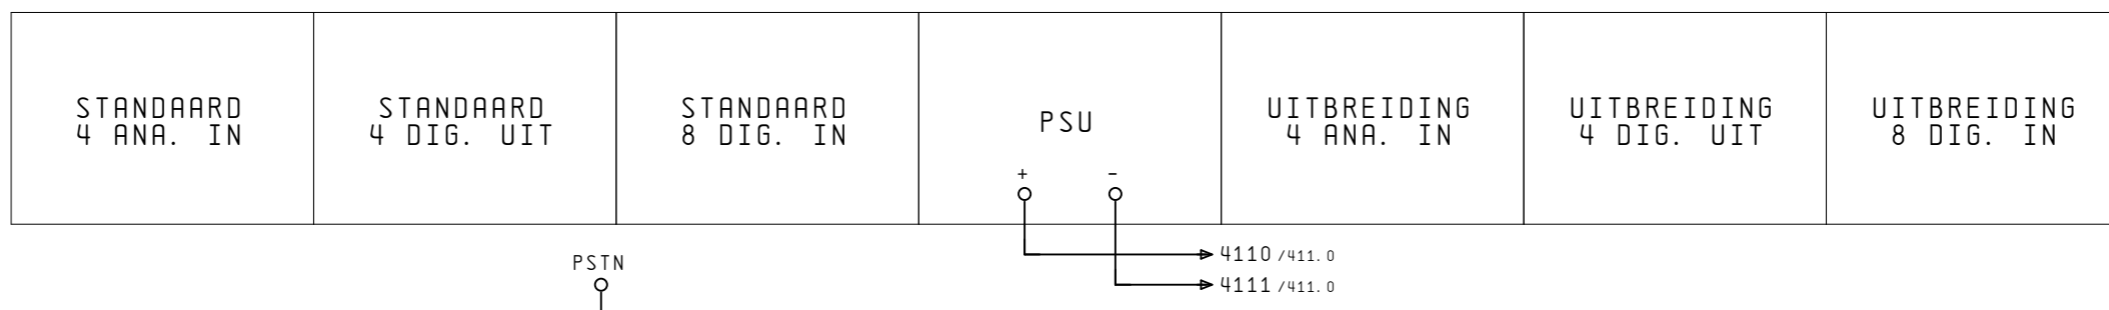 STANDAARD
4 ANA. IN
STANDAARD
4 DIG. UIT
STANDAARD
8 DIG. IN
PSU
+ -
UITBREIDING
4 ANA. IN
UITBREIDING
4 DIG. UIT
UITBREIDING
8 DIG. IN
4110 /411.0
4111 /411.0
PSTN